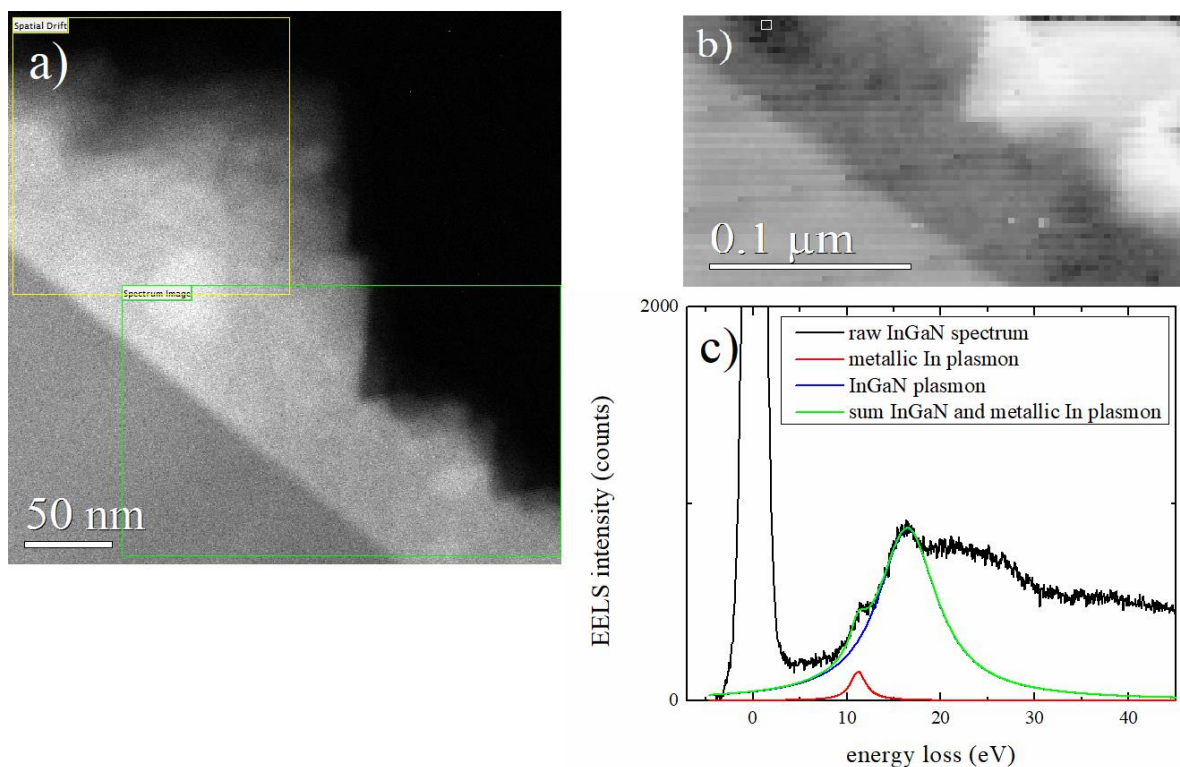 Spatial Drift
a)
Spectrum Image
50 nm
b)
0.1 μm
2000
c)
raw InGaN spectrum
metallic In plasmon
InGaN plasmon
sum InGaN and metallic In plasmon
EELS intensity (counts)
0
0 10 20 30 40
energy loss (eV)